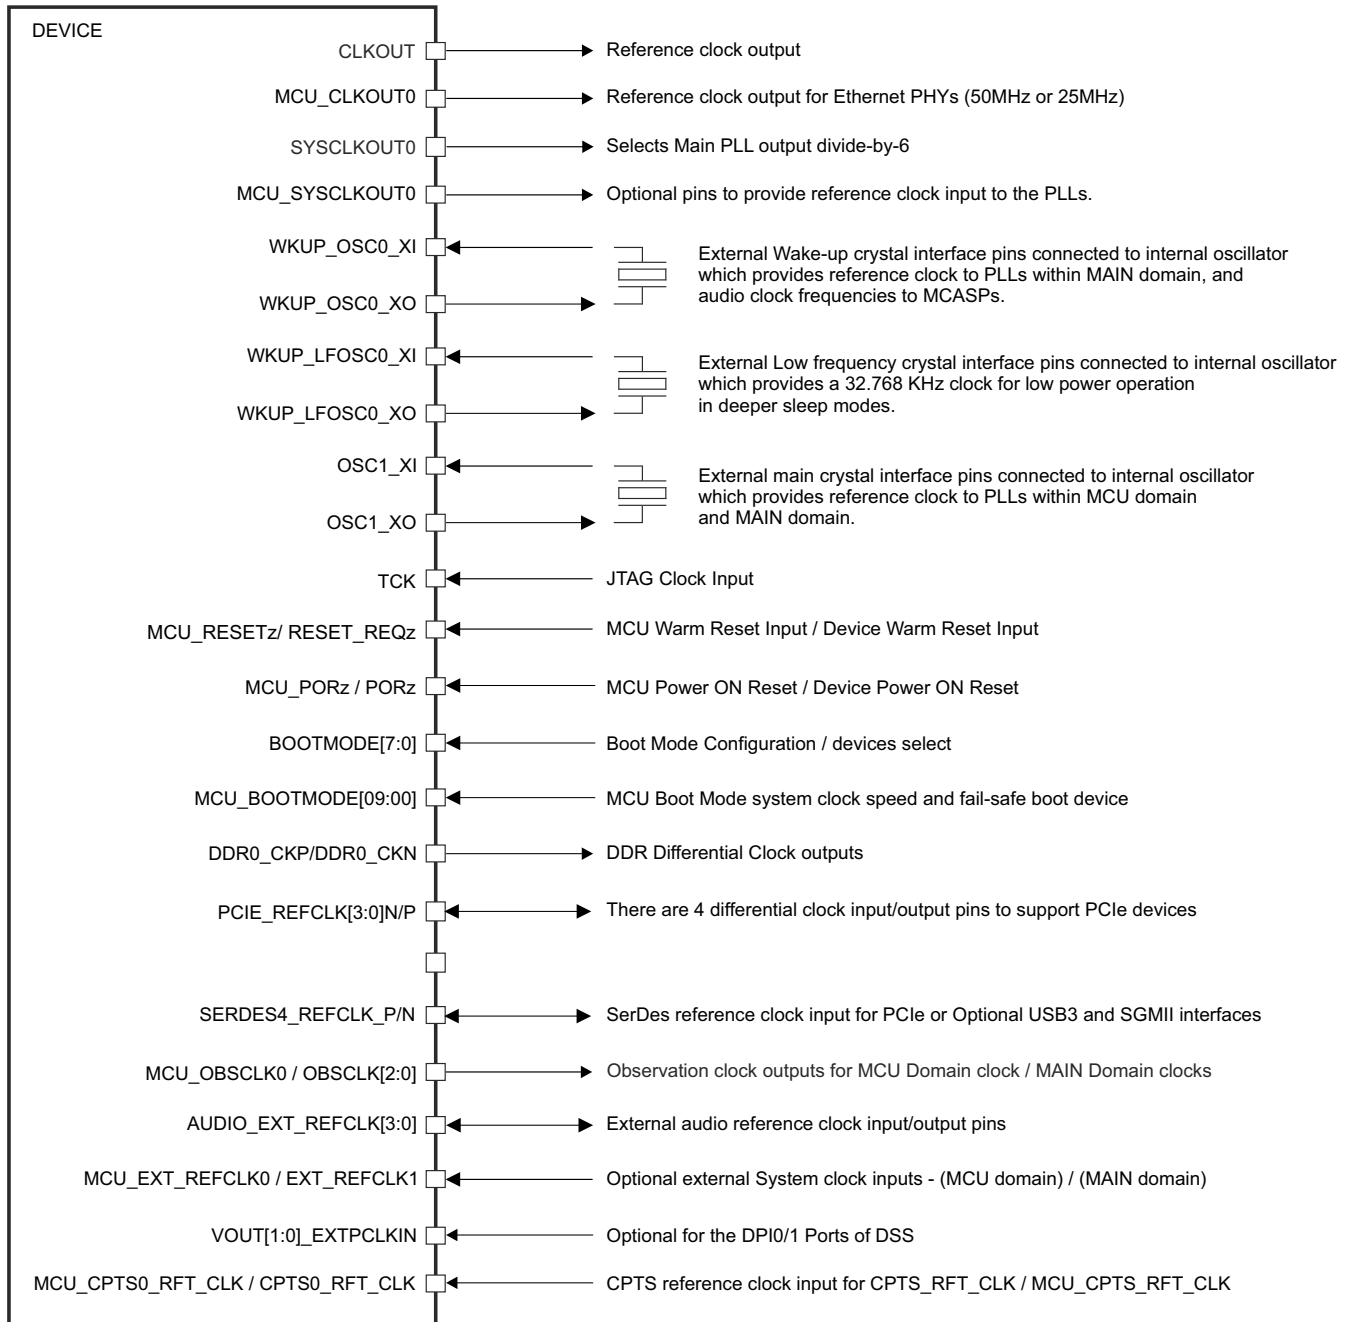 DEVICE
CLKOUT Reference clock output
MCU_CLKOUT0 Reference clock output for Ethernet PHYs (50MHz or 25MHz)
SYSCLKOUT0 Selects Main PLL output divide-by-6
MCU_SYSCLKOUT0 Optional pins to provide reference clock input to the PLLs.
WKUP_OSC0_XI
External Wake-up crystal interface pins connected to internal oscillator
which provides reference clock to PLLs within MAIN domain, and
audio clock frequencies to MCASPs.
WKUP_OSC0_XO
WKUP_LFOSC0_XI
External Low frequency crystal interface pins connected to internal oscillator
which provides a 32.768 KHz clock for low power operation
in deeper sleep modes.
WKUP_LFOSC0_XO
OSC1_XI
External main crystal interface pins connected to internal oscillator
which provides reference clock to PLLs within MCU domain
and MAIN domain.
OSC1_XO
TCK JTAG Clock Input
MCU_RESETz/ RESET_REQz MCU Warm Reset Input / Device Warm Reset Input
MCU_PORz / PORz MCU Power ON Reset / Device Power ON Reset
BOOTMODE[7:0] Boot Mode Configuration / devices select
MCU_BOOTMODE[09:00] MCU Boot Mode system clock speed and fail-safe boot device
DDR0_CKP/DDR0_CKN DDR Differential Clock outputs
PCIE_REFCLK[3:0]N/P There are 4 differential clock input/output pins to support PCIe devices
SERDES4_REFCLK_P/N SerDes reference clock input for PCIe or Optional USB3 and SGMII interfaces
MCU_OBSCLK0 / OBSCLK[2:0] Observation clock outputs for MCU Domain clock / MAIN Domain clocks
AUDIO_EXT_REFCLK[3:0] External audio reference clock input/output pins
MCU_EXT_REFCLK0 / EXT_REFCLK1 Optional external System clock inputs - (MCU domain) / (MAIN domain)
VOUT[1:0]_EXTPCLKIN Optional for the DPI0/1 Ports of DSS
MCU_CPTS0_RFT_CLK / CPTS0_RFT_CLK CPTS reference clock input for CPTS_RFT_CLK / MCU_CPTS_RFT_CLK